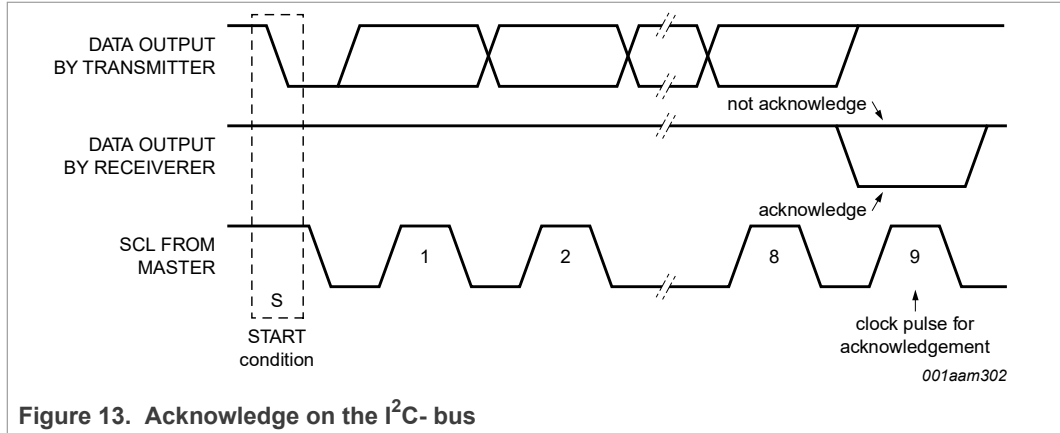 DATA OUTPUT
BY TRANSMITTER
not acknowledge
DATA OUTPUT
BY RECEIVERER
acknowledge
SCL FROM
MASTER
1
2
8
9
S
START
condition
clock pulse for
acknowledgement
001aam302
Figure 13. Acknowledge on the I²C- bus